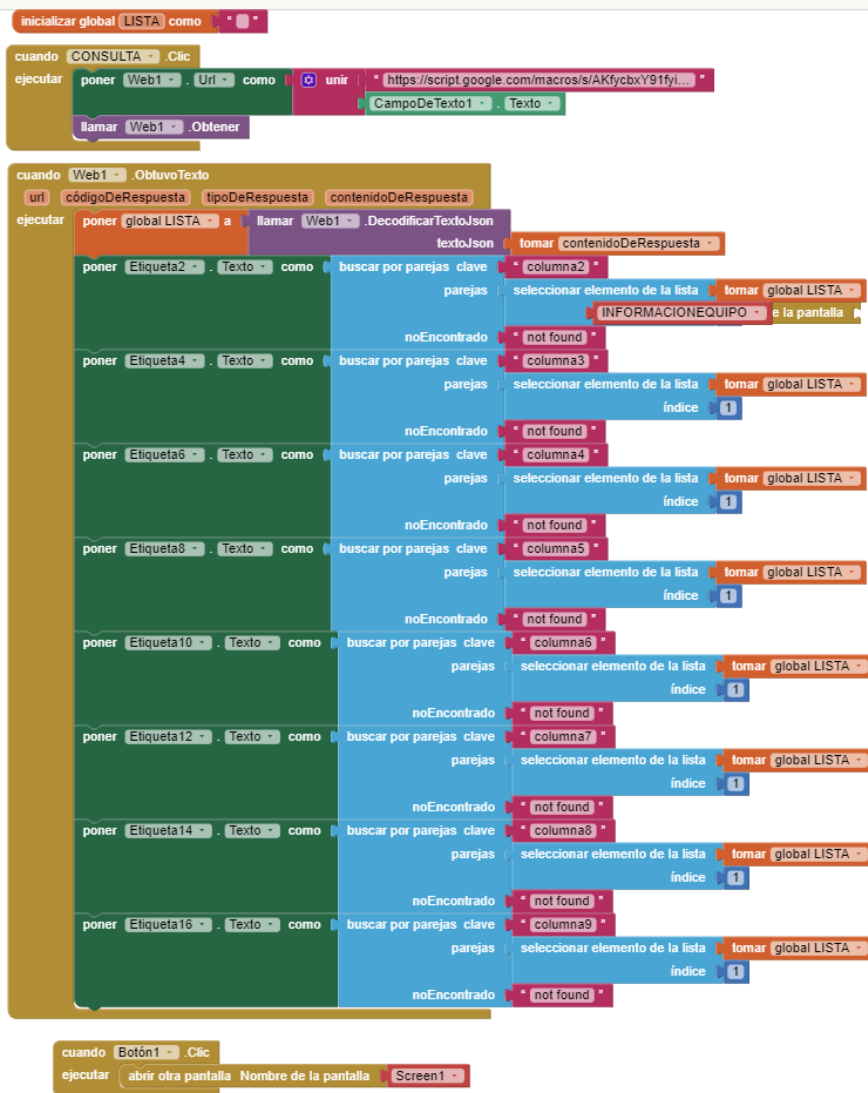 inicializar global LISTA como " "
cuando CONSULTA .Clic
ejecutar poner Web1 . Url como unir " https://script.google.com/macros/s/AKfycbxY91fyi... "
CampoDeTexto1 . Texto
llamar Web1 .Obtener
cuando Web1 .ObtuvoTexto
url códigoDeRespuesta tipoDeRespuesta contenidoDeRespuesta
ejecutar poner global LISTA a llamar Web1 .DecodificarTextoJson
textoJson tomar contenidoDeRespuesta
poner Etiqueta2 . Texto como buscar por parejas clave " columna2 "
parejas seleccionar elemento de la lista tomar global LISTA
INFORMACIONEQUIPO e la pantalla
noEncontrado " not found "
poner Etiqueta4 . Texto como buscar por parejas clave " columna3 "
parejas seleccionar elemento de la lista tomar global LISTA
índice 1
noEncontrado " not found "
poner Etiqueta6 . Texto como buscar por parejas clave " columna4 "
parejas seleccionar elemento de la lista tomar global LISTA
índice 1
noEncontrado " not found "
poner Etiqueta8 . Texto como buscar por parejas clave " columna5 "
parejas seleccionar elemento de la lista tomar global LISTA
índice 1
noEncontrado " not found "
poner Etiqueta10 . Texto como buscar por parejas clave " columna6 "
parejas seleccionar elemento de la lista tomar global LISTA
índice 1
noEncontrado " not found "
poner Etiqueta12 . Texto como buscar por parejas clave " columna7 "
parejas seleccionar elemento de la lista tomar global LISTA
índice 1
noEncontrado " not found "
poner Etiqueta14 . Texto como buscar por parejas clave " columna8 "
parejas seleccionar elemento de la lista tomar global LISTA
índice 1
noEncontrado " not found "
poner Etiqueta16 . Texto como buscar por parejas clave " columna9 "
parejas seleccionar elemento de la lista tomar global LISTA
índice 1
noEncontrado " not found "
cuando Botón1 .Clic
ejecutar abrir otra pantalla Nombre de la pantalla Screen1